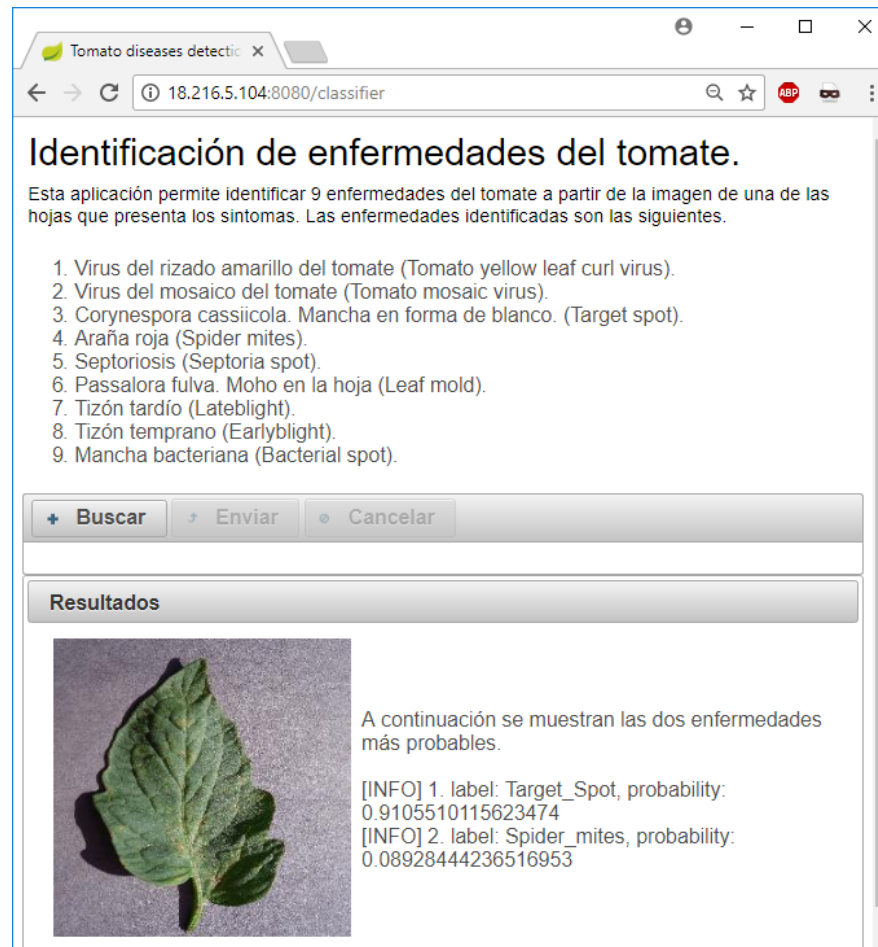 Tomato diseases detectio
18.216.5.104:8080/classifier
ABP
Identificación de enfermedades del tomate.
Esta aplicación permite identificar 9 enfermedades del tomate a partir de la imagen de una de las
hojas que presenta los sintomas. Las enfermedades identificadas son las siguientes.
1. Virus del rizado amarillo del tomate (Tomato yellow leaf curl virus).
2. Virus del mosaico del tomate (Tomato mosaic virus).
3. Corynespora cassiicola. Mancha en forma de blanco. (Target spot).
4. Araña roja (Spider mites).
5. Septoriosis (Septoria spot).
6. Passalora fulva. Moho en la hoja (Leaf mold).
7. Tizón tardío (Lateblight).
8. Tizón temprano (Earlyblight).
9. Mancha bacteriana (Bacterial spot).
Buscar Enviar Cancelar
Resultados
A continuación se muestran las dos enfermedades
más probables.
[INFO] 1. label: Target_Spot, probability:
0.9105510115623474
[INFO] 2. label: Spider_mites, probability:
0.08928444236516953